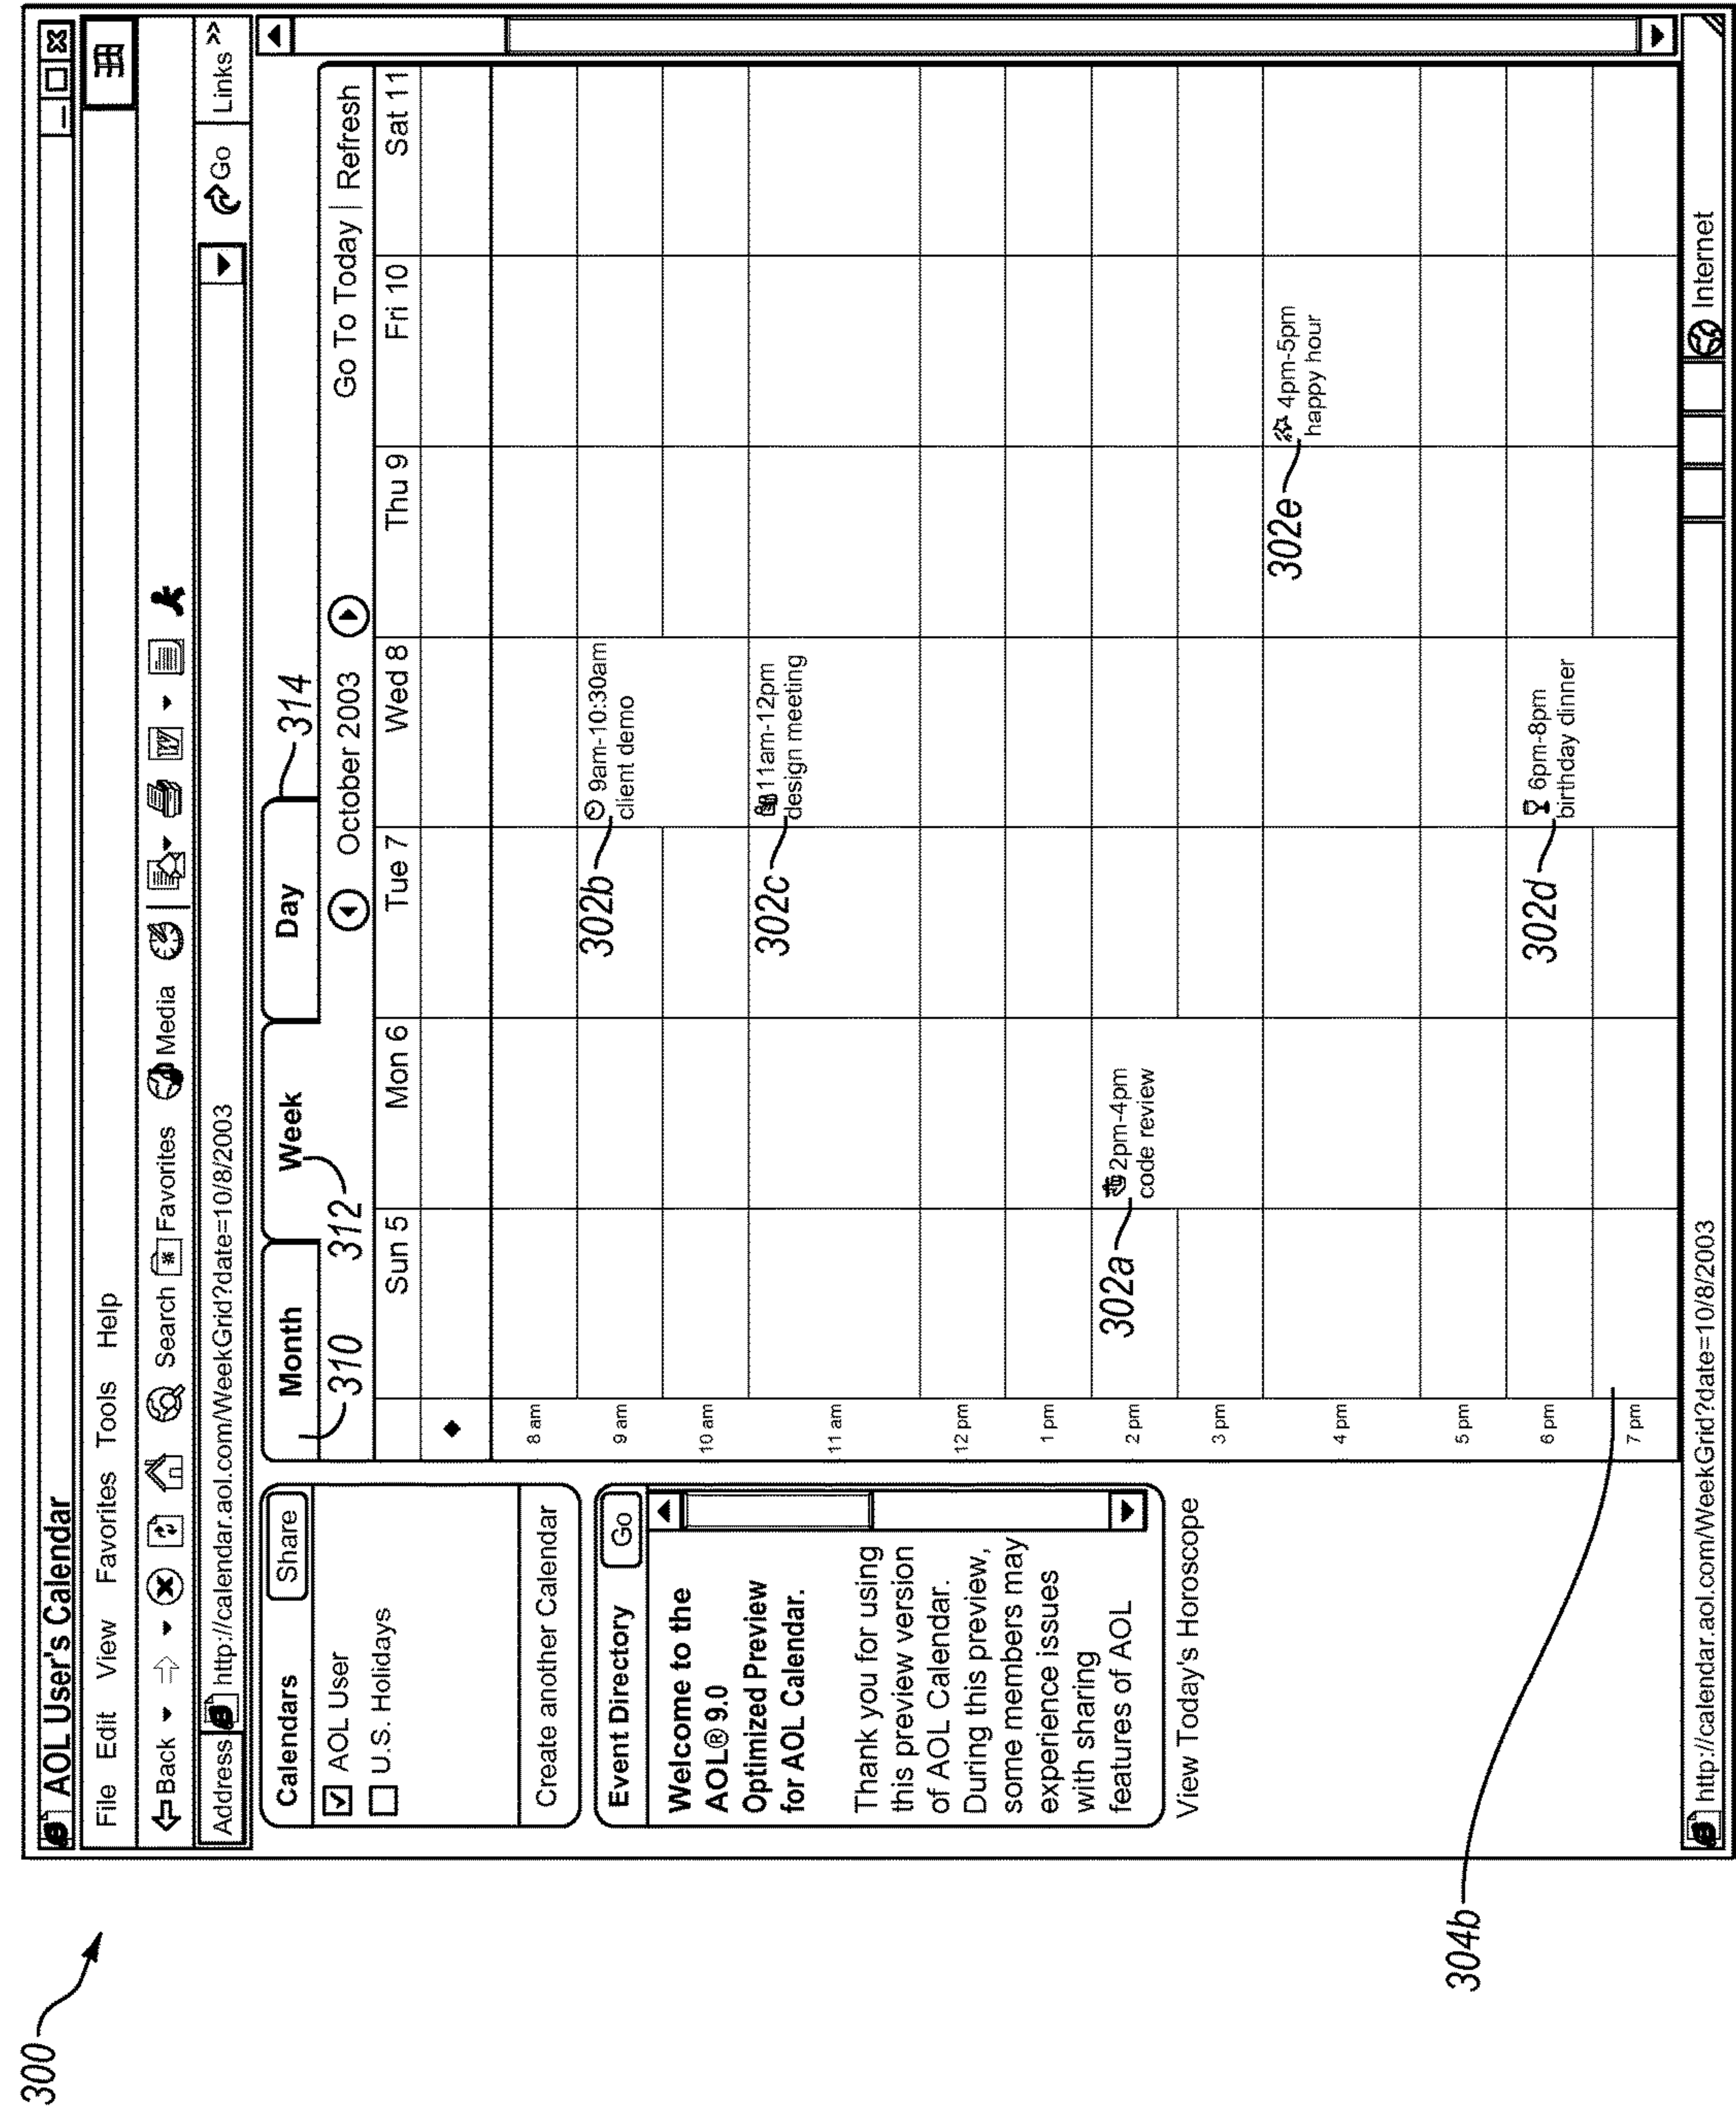 300
AOL User's Calendar
File Edit View Favorites Tools Help
Back Search Favorites Media
Address http://calendar.aol.com/WeekGrid?date=10/8/2003 Go Links >>
Calendars Share
AOL User
U.S. Holidays
Create another Calendar
Event Directory Go
Welcome to the
AOL® 9.0
Optimized Preview
for AOL Calendar.
Thank you for using
this preview version
of AOL Calendar.
During this preview,
some members may
experience issues
with sharing
features of AOL
View Today's Horoscope
Month Week Day
310 312 314
October 2003 Go To Today | Refresh
Sun 5 Mon 6 Tue 7 Wed 8 Thu 9 Fri 10 Sat 11
8 am
9 am
302b 9am-10:30am
client demo
10 am
11 am
302c 11am-12pm
design meeting
12 pm
1 pm
2 pm
302a 2pm-4pm
code review
3 pm
4 pm
302e 4pm-5pm
happy hour
5 pm
6 pm
302d 6pm-8pm
birthday dinner
7 pm
304b
http://calendar.aol.com/WeekGrid?date=10/8/2003 Internet